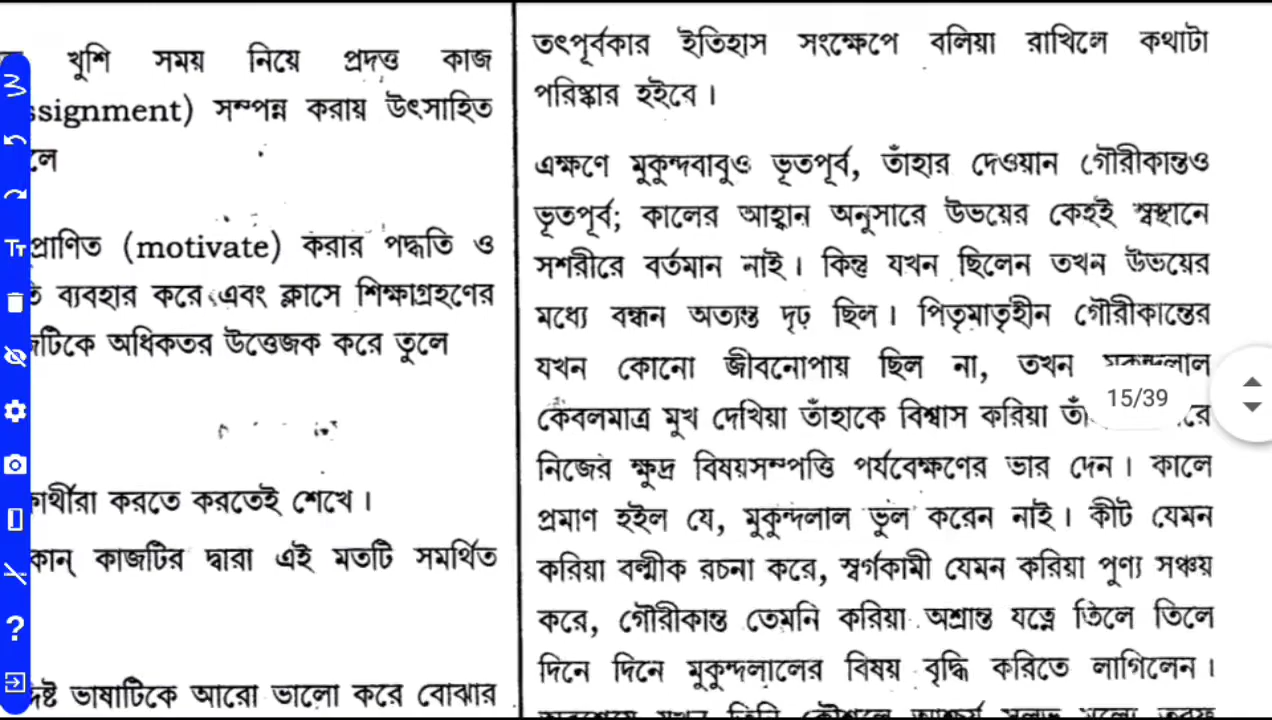 খুশি সময় নিয়ে প্রদত্ত কাজ
ssignment) সম্পন্ন করায় উৎসাহিত
লে
প্রাণিত (motivate) করার পদ্ধতি ও
ব্যবহার করে এবং ক্লাসে শিক্ষাগ্রহণের
টিকে অধিকতর উত্তেজক করে তুলে
র্থীরা করতে করতেই শেখে।
কোন্ কাজটির দ্বারা এই মতটি সমর্থিত
ভাষাটিকে আরো ভালো করে বোঝার
তৎপূর্বকার ইতিহাস সংক্ষেপে বলিয়া রাখিলে কথাটা
পরিষ্কার হইবে।
এক্ষণে মুকুন্দবাবুও ভূতপূর্ব, তাঁহার দেওয়ান গৌরীকান্তও
ভূতপূর্ব; কালের আহ্বান অনুসারে উভয়ের কেহই স্বস্থানে
সশরীরে বর্তমান নাই। কিন্তু যখন ছিলেন তখন উভয়ের
মধ্যে বন্ধান অত্যন্ত দৃঢ় ছিল। পিতৃমাতৃহীন গৌরীকান্তের
যখন কোনো জীবনোপায় ছিল না, তখন মুকুন্দলাল
কেবলমাত্র মুখ দেখিয়া তাঁহাকে বিশ্বাস করিয়া
নিজের ক্ষুদ্র বিষয়সম্পত্তি পর্যবেক্ষণের ভার দেন। কালে
প্রমাণ হইল যে, মুকুন্দলাল ভুল করেন নাই। কীট যেমন
করিয়া বল্মীক রচনা করে, স্বর্গকামী যেমন করিয়া পুণ্য সঞ্চয়
করে, গৌরীকান্ত তেমনি করিয়া অশ্রান্ত যত্নে তিলে তিলে
দিনে দিনে মুকুন্দলালের বিষয় বৃদ্ধি করিতে লাগিলেন।
15/39
Tт
?